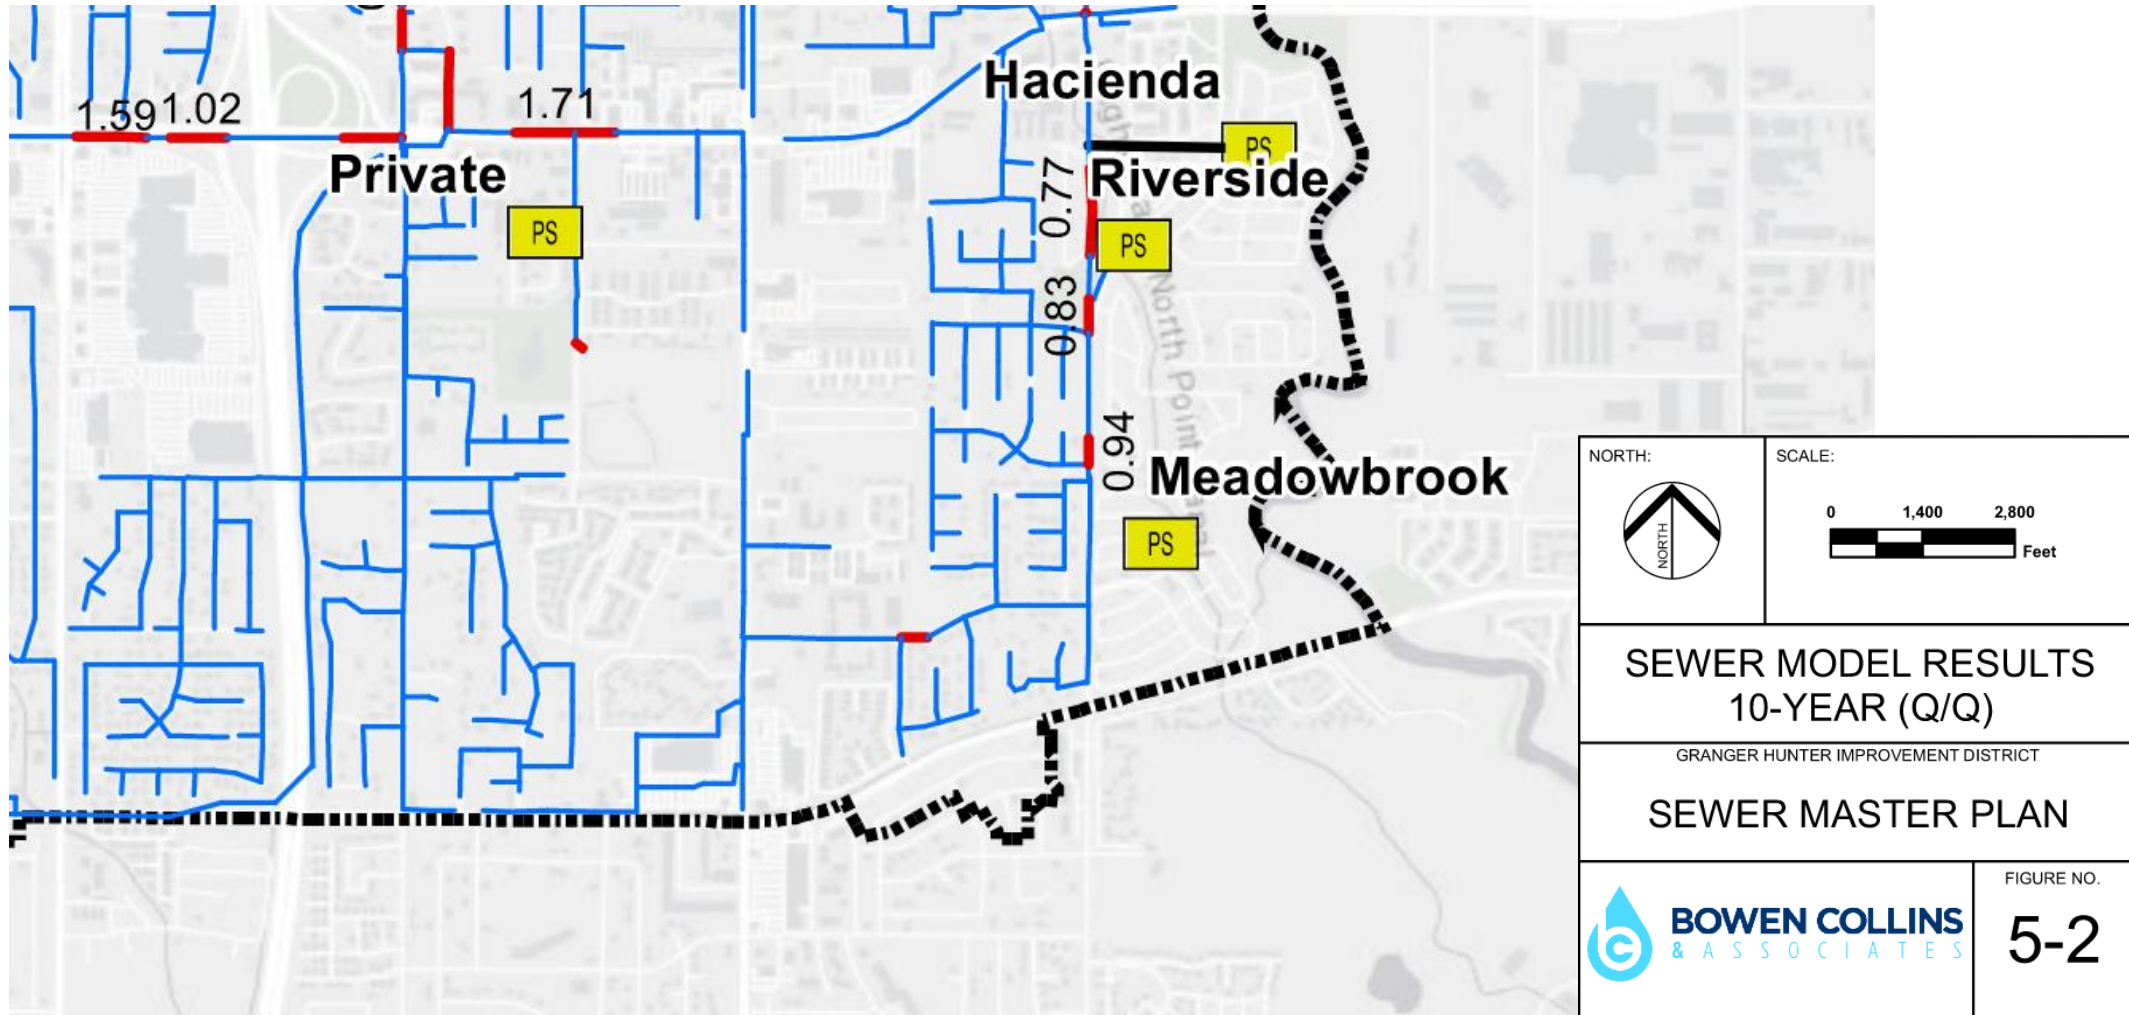 1.59
1.02
1.71
Hacienda
PS
Private
Riverside
0.77
PS
PS
0.83
North Point
0.94
Meadowbrook
PS
NORTH:
NORTH
SCALE:
0 1,400 2,800
Feet
SEWER MODEL RESULTS
10-YEAR (Q/Q)
GRANGER HUNTER IMPROVEMENT DISTRICT
SEWER MASTER PLAN
BOWEN COLLINS
& ASSOCIATES
FIGURE NO.
5-2